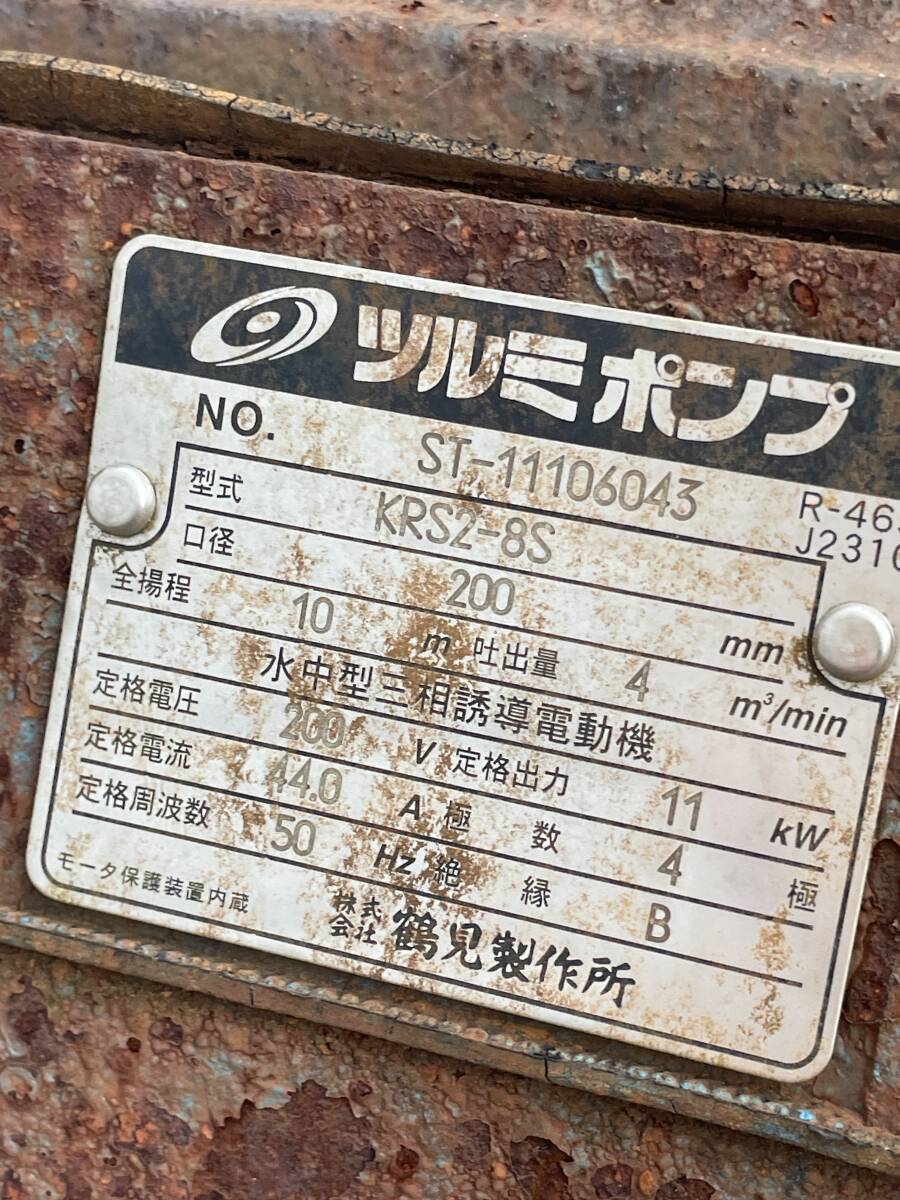 ツルミポンプ
NO. ST-11106043
R-46
J231
型式 KRS2-8S
口径 200 mm
全揚程 10 m 吐出量 4 m³/min
水中型三相誘導電動機
定格電圧 200 V 定格出力 11 kW
定格電流 44.0 A 極数 4 極
定格周波数 50 Hz 絶縁 B
モータ保護装置内蔵
株式会社 鶴見製作所